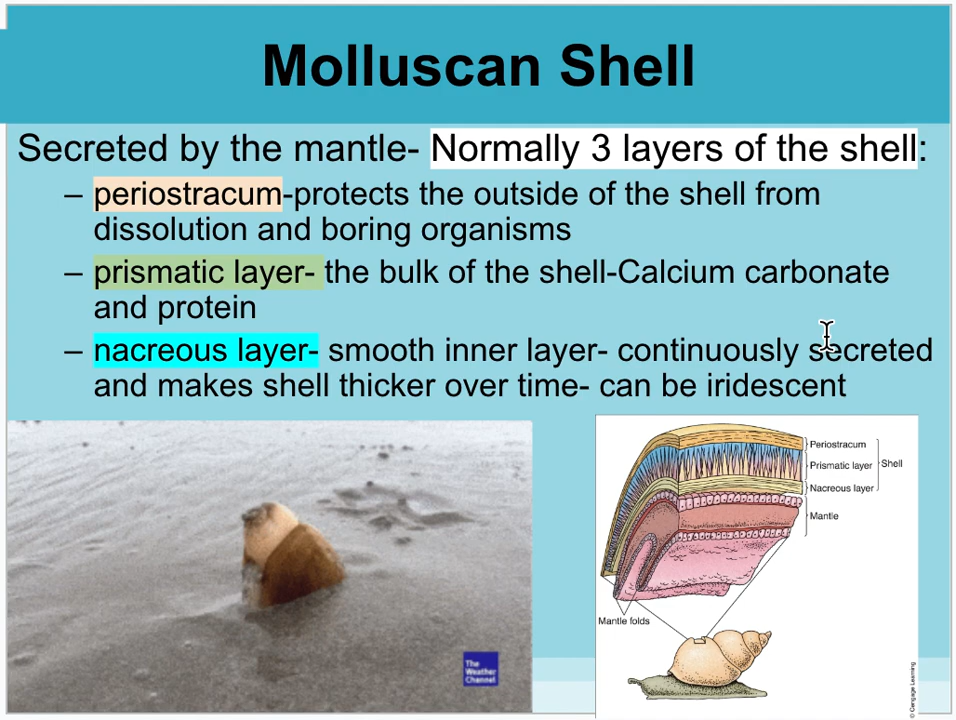 Molluscan Shell
Secreted by the mantle- Normally 3 layers of the shell:
– periostracum-protects the outside of the shell from
dissolution and boring organisms
– prismatic layer- the bulk of the shell-Calcium carbonate
and protein
– nacreous layer- smooth inner layer- continuously secreted
and makes shell thicker over time- can be iridescent
Periostracum
Prismatic layer
Shell
Nacreous layer
Mantle
Mantle folds
The
Weather
Channel
© Cengage Learning